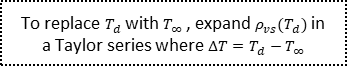 To replace T_d with T_∞ , expand ρ_vs(T_d) in
a Taylor series where ΔT = T_d − T_∞